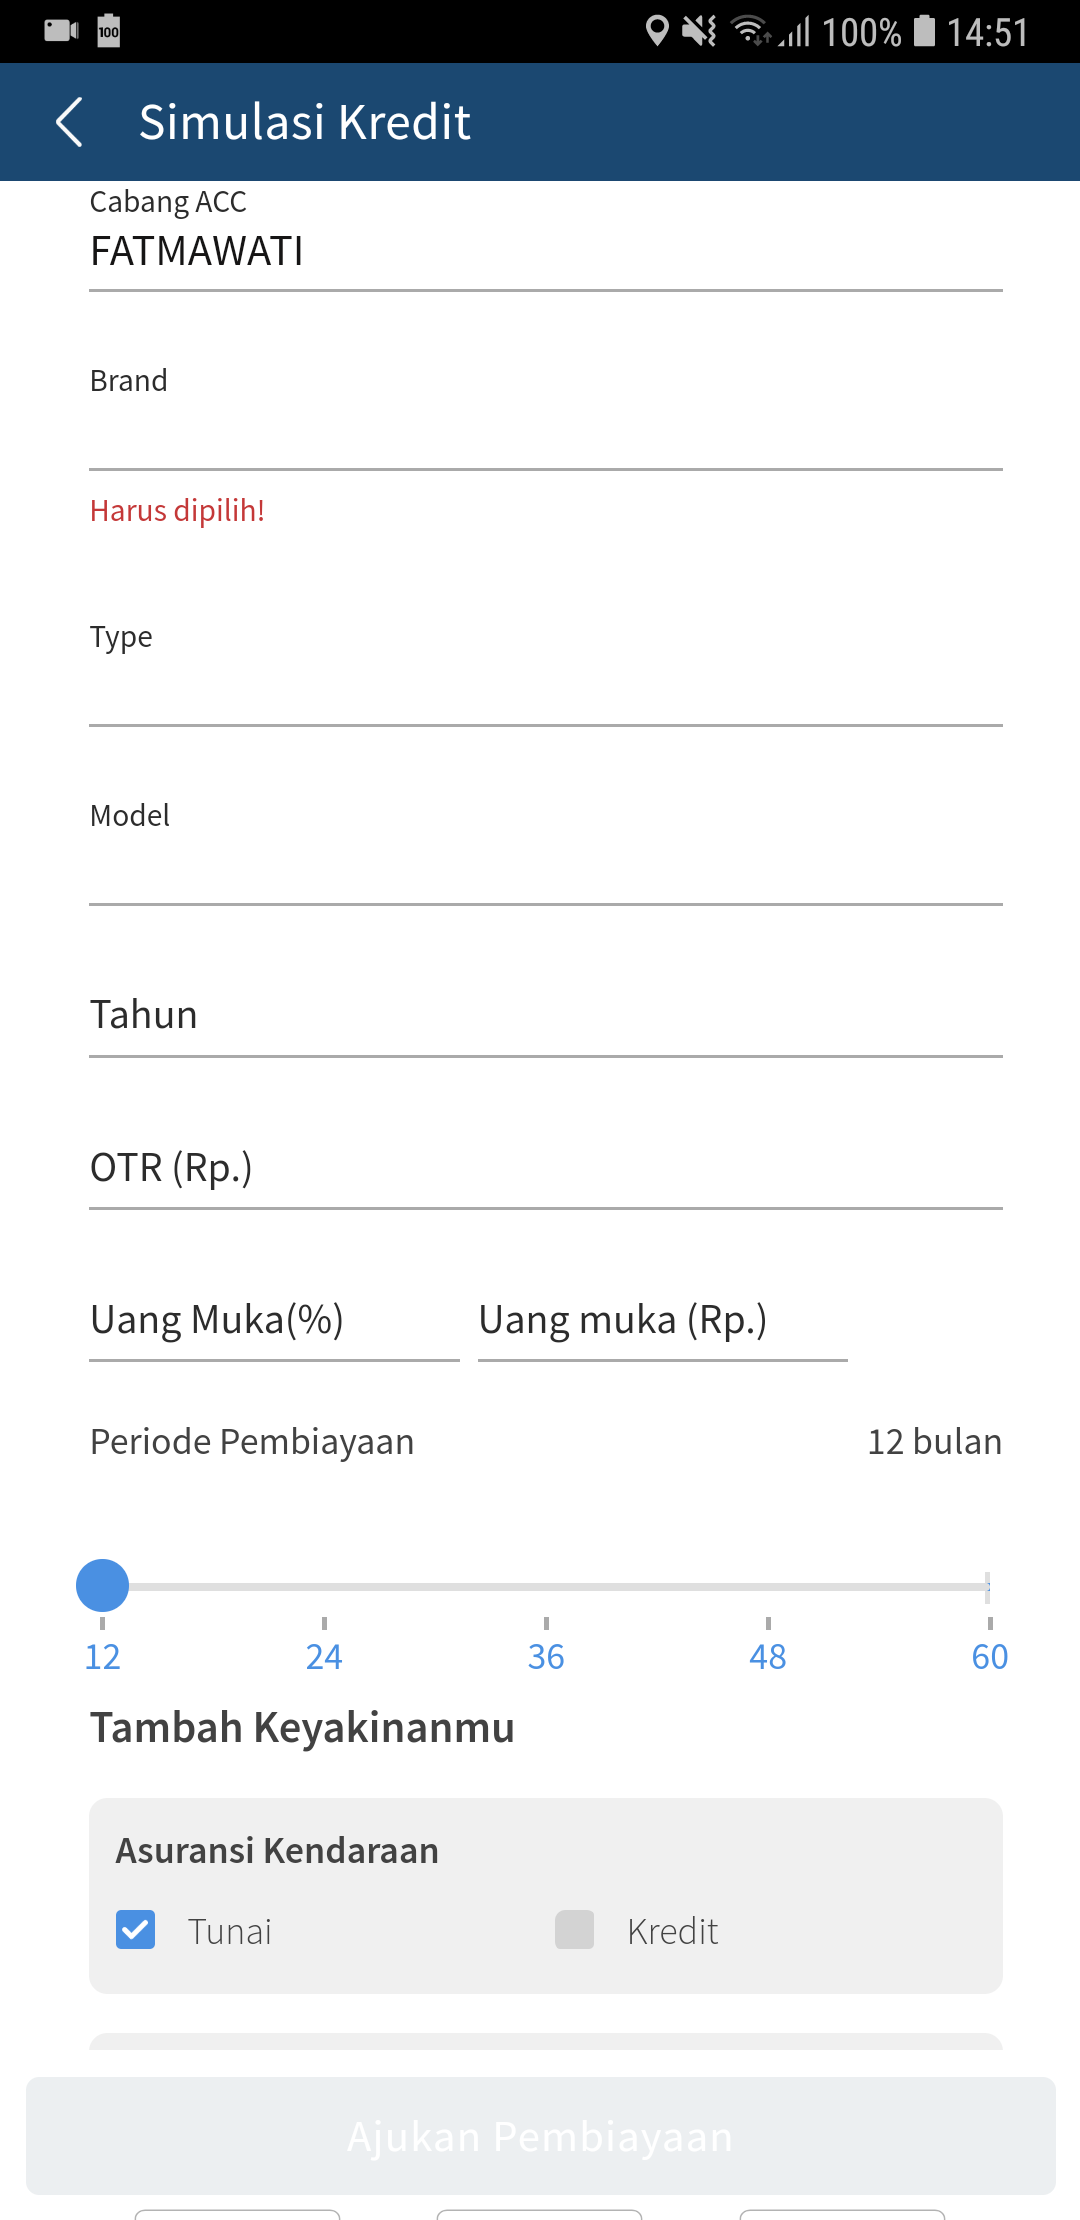 100 100% 14:51
Simulasi Kredit
Cabang ACC
FATMAWATI
Brand
Harus dipilih!
Type
Model
Tahun
OTR (Rp.)
Uang Muka(%) Uang muka (Rp.)
Periode Pembiayaan 12 bulan
12 24 36 48 60
Tambah Keyakinanmu
Asuransi Kendaraan
Tunai Kredit
Ajukan Pembiayaan